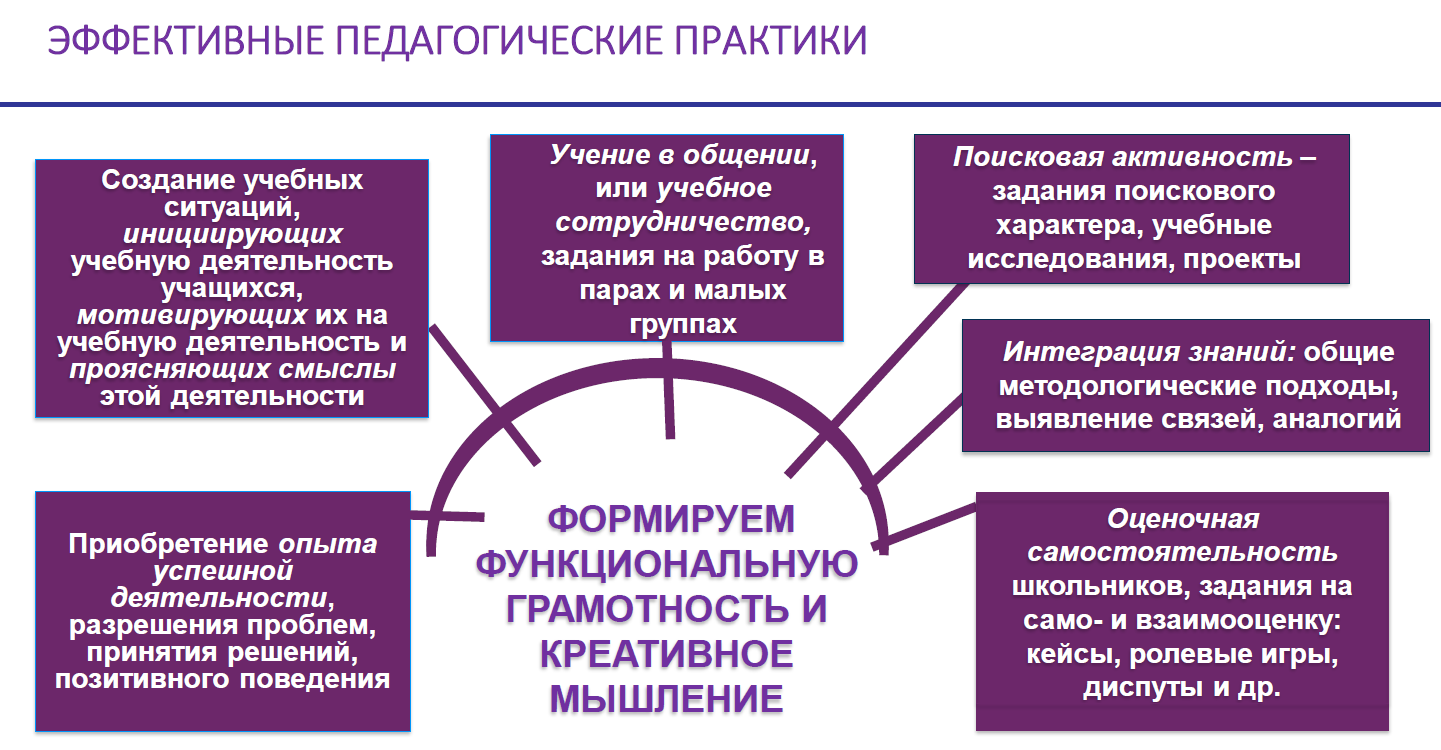 ЭФФЕКТИВНЫЕ ПЕДАГОГИЧЕСКИЕ ПРАКТИКИ
Создание учебных
ситуаций,
инициирующих
учебную деятельность
учащихся,
мотивирующих их на
учебную деятельность и
проясняющих смыслы
этой деятельности
Учение в общении,
или учебное
сотрудничество,
задания на работу в
парах и малых
группах
Поисковая активность –
задания поискового
характера, учебные
исследования, проекты
Интеграция знаний: общие
методологические подходы,
выявление связей, аналогий
Приобретение опыта
успешной
деятельности,
разрешения проблем,
принятия решений,
позитивного поведения
ФОРМИРУЕМ
ФУНКЦИОНАЛЬНУЮ
ГРАМОТНОСТЬ И
КРЕАТИВНОЕ
МЫШЛЕНИЕ
Оценочная
самостоятельность
школьников, задания на
само- и взаимооценку:
кейсы, ролевые игры,
диспуты и др.